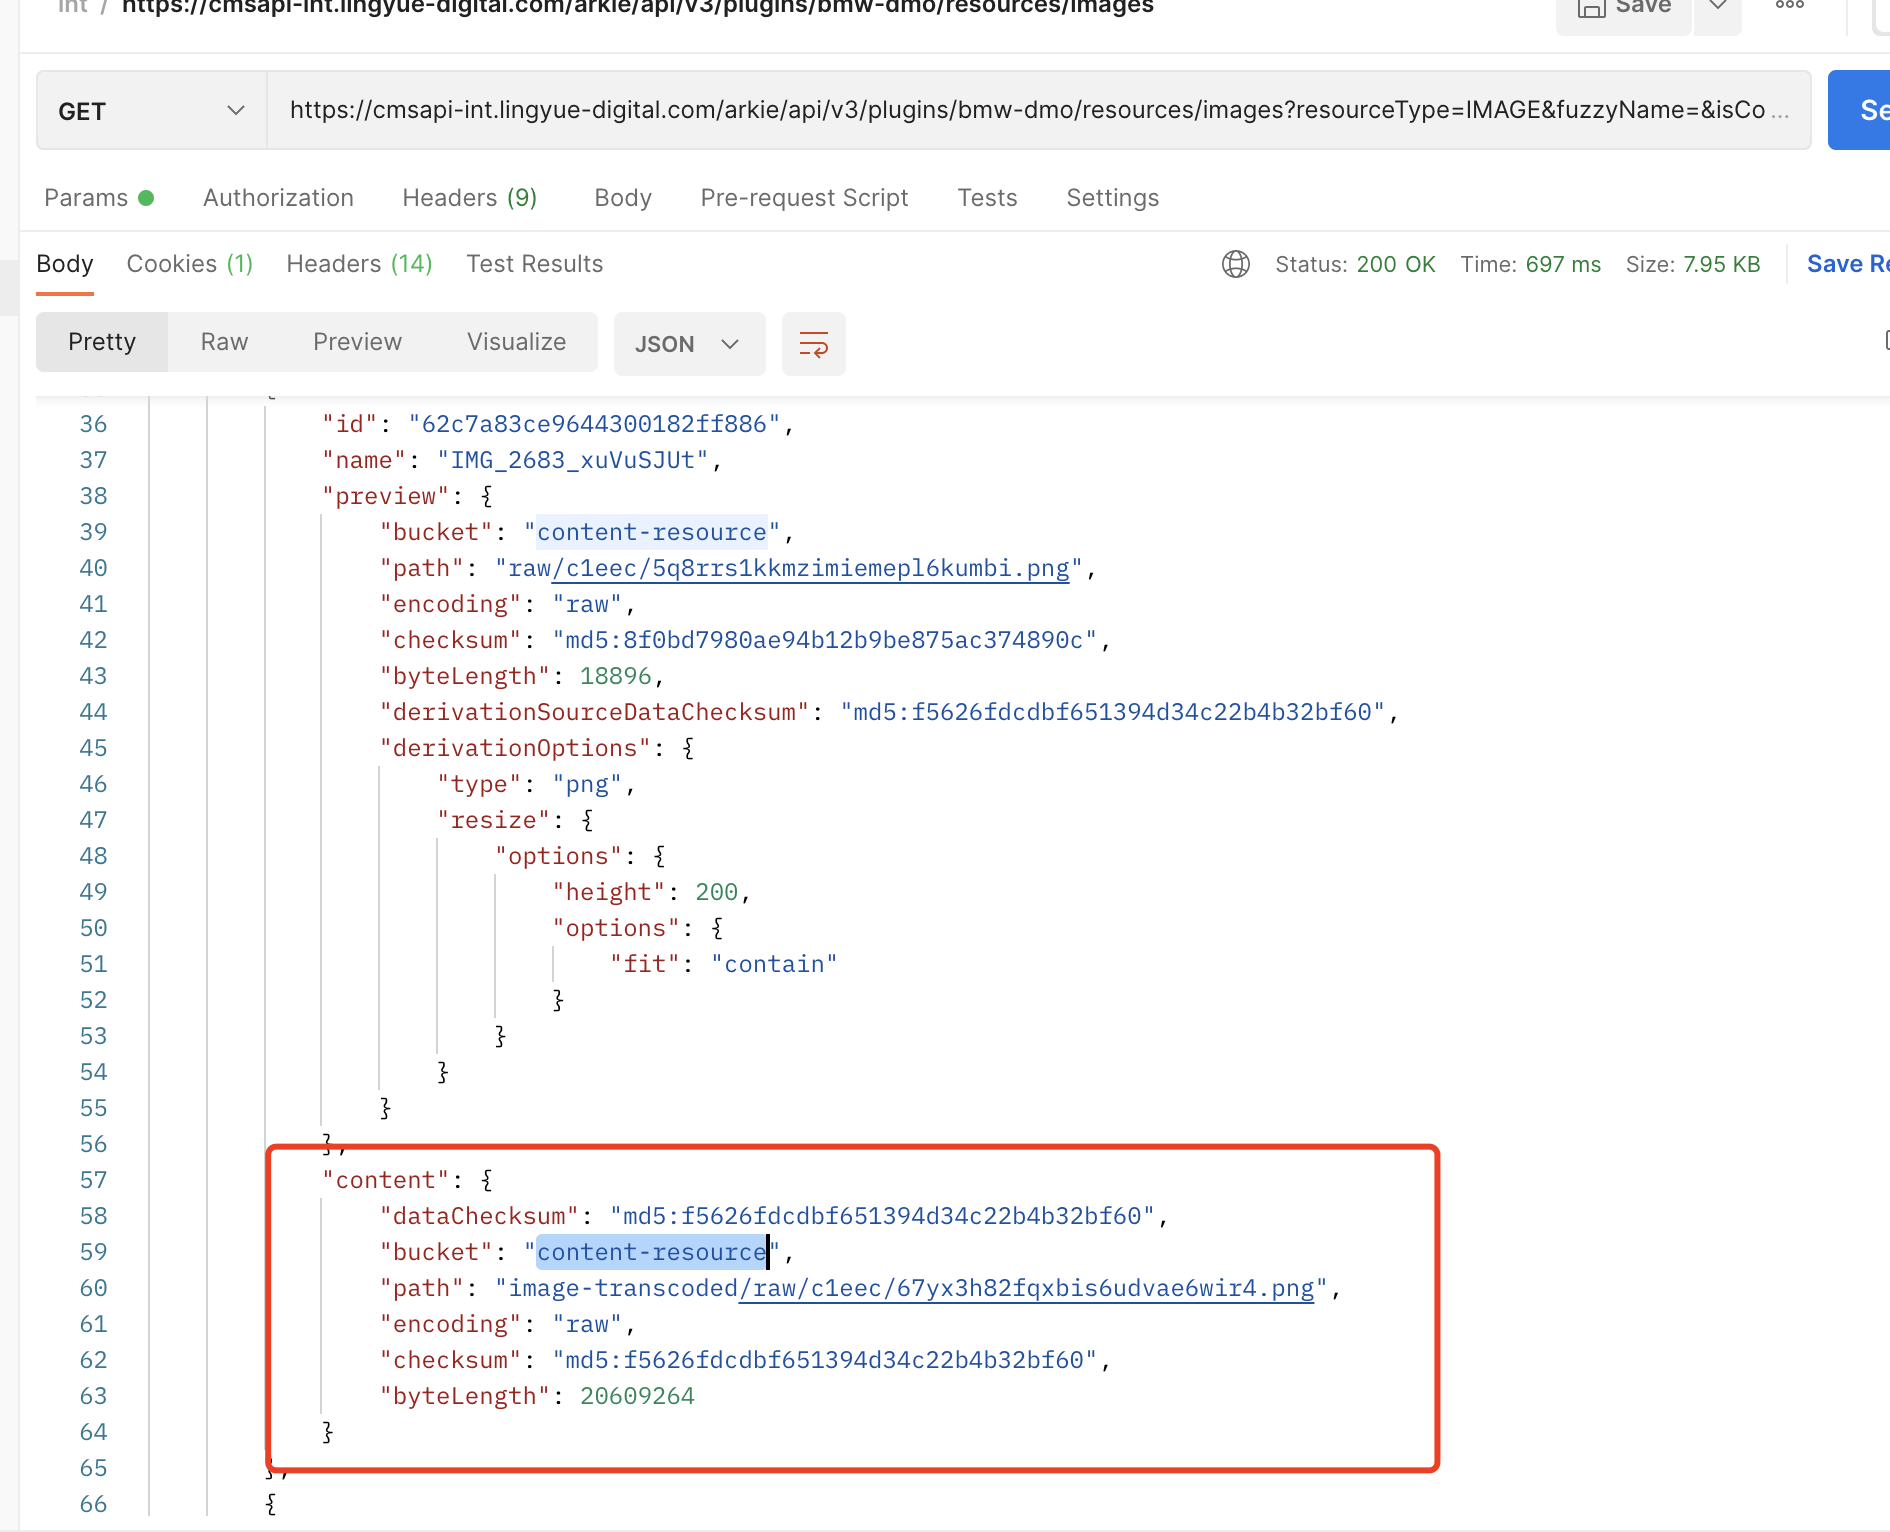 int / https://cmsapi-int.lingyue-digital.com/arkie/api/v3/plugins/bmw-dmo/resources/images
Save
GET
https://cmsapi-int.lingyue-digital.com/arkie/api/v3/plugins/bmw-dmo/resources/images?resourceType=IMAGE&fuzzyName=&isCo ...
Se
Params
Authorization
Headers (9)
Body
Pre-request Script
Tests
Settings
Body
Cookies (1)
Headers (14)
Test Results
Status: 200 OK
Time: 697 ms
Size: 7.95 KB
Save Re
Pretty
Raw
Preview
Visualize
JSON
36 "id": "62c7a83ce9644300182ff886",
37 "name": "IMG_2683_xuVuSJUt",
38 "preview": {
39 "bucket": "content-resource",
40 "path": "raw/c1eec/5q8rrs1kkmzimiemepl6kumbi.png",
41 "encoding": "raw",
42 "checksum": "md5:8f0bd7980ae94b12b9be875ac374890c",
43 "byteLength": 18896,
44 "derivationSourceDataChecksum": "md5:f5626fdcdbf651394d34c22b4b32bf60",
45 "derivationOptions": {
46 "type": "png",
47 "resize": {
48 "options": {
49 "height": 200,
50 "options": {
51 "fit": "contain"
52 }
53 }
54 }
55 }
56 },
57 "content": {
58 "dataChecksum": "md5:f5626fdcdbf651394d34c22b4b32bf60",
59 "bucket": "content-resource",
60 "path": "image-transcoded/raw/c1eec/67yx3h82fqxbis6udvae6wir4.png",
61 "encoding": "raw",
62 "checksum": "md5:f5626fdcdbf651394d34c22b4b32bf60",
63 "byteLength": 20609264
64 }
65 },
66 {